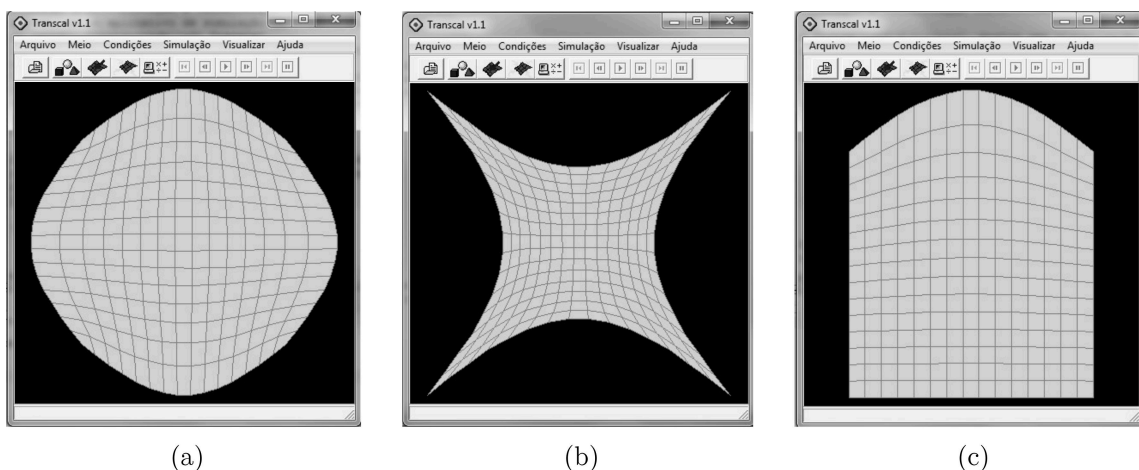 Transcal v1.1
Arquivo Meio Condições Simulação Visualizar Ajuda
Transcal v1.1
Arquivo Meio Condições Simulação Visualizar Ajuda
Transcal v1.1
Arquivo Meio Condições Simulação Visualizar Ajuda
(a)
(b)
(c)